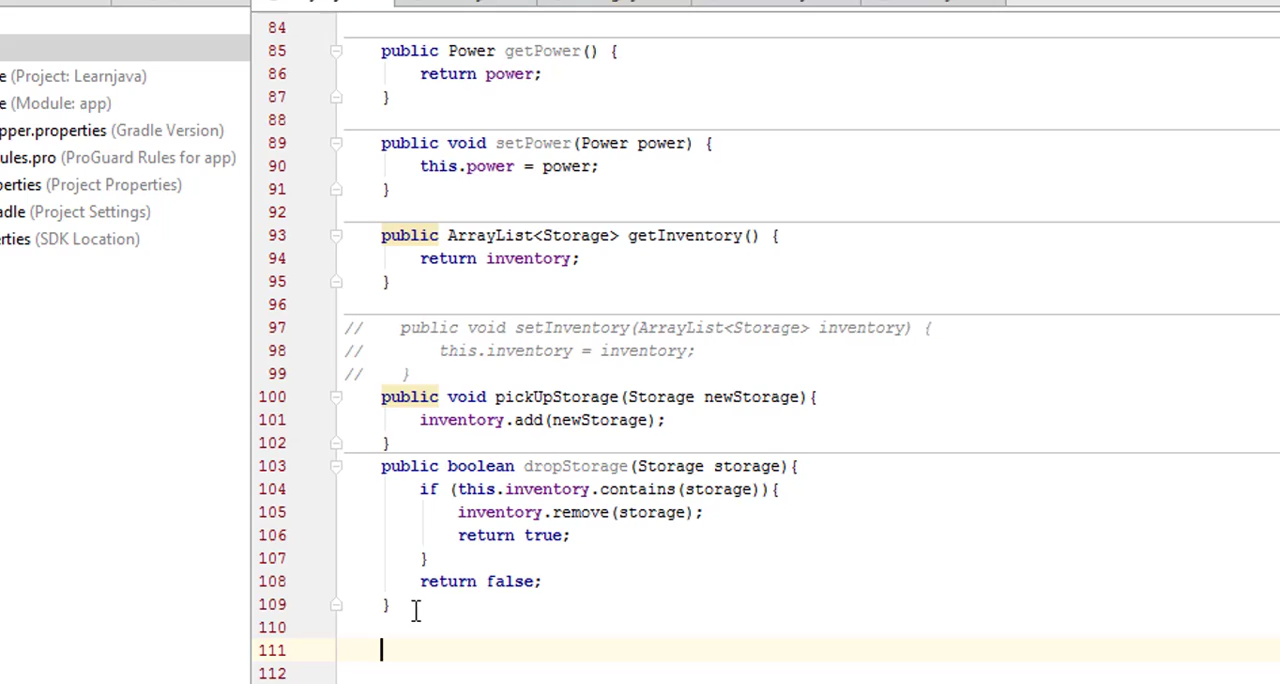 84
85 public Power getPower() {
e (Project: Learnjava) 86 return power;
e (Module: app) 87 }
pper.properties (Gradle Version) 88
89 public void setPower(Power power) {
ules.pro (ProGuard Rules for app) 90 this.power = power;
erties (Project Properties) 91 }
adle (Project Settings) 92
erties (SDK Location) 93 public ArrayList<Storage> getInventory() {
94 return inventory;
95 }
96
97 // public void setInventory(ArrayList<Storage> inventory) {
98 // this.inventory = inventory;
99 // }
100 public void pickUpStorage(Storage newStorage){
101 inventory.add(newStorage);
102 }
103 public boolean dropStorage(Storage storage){
104 if (this.inventory.contains(storage)){
105 inventory.remove(storage);
106 return true;
107 }
108 return false;
109 }
110
111
112